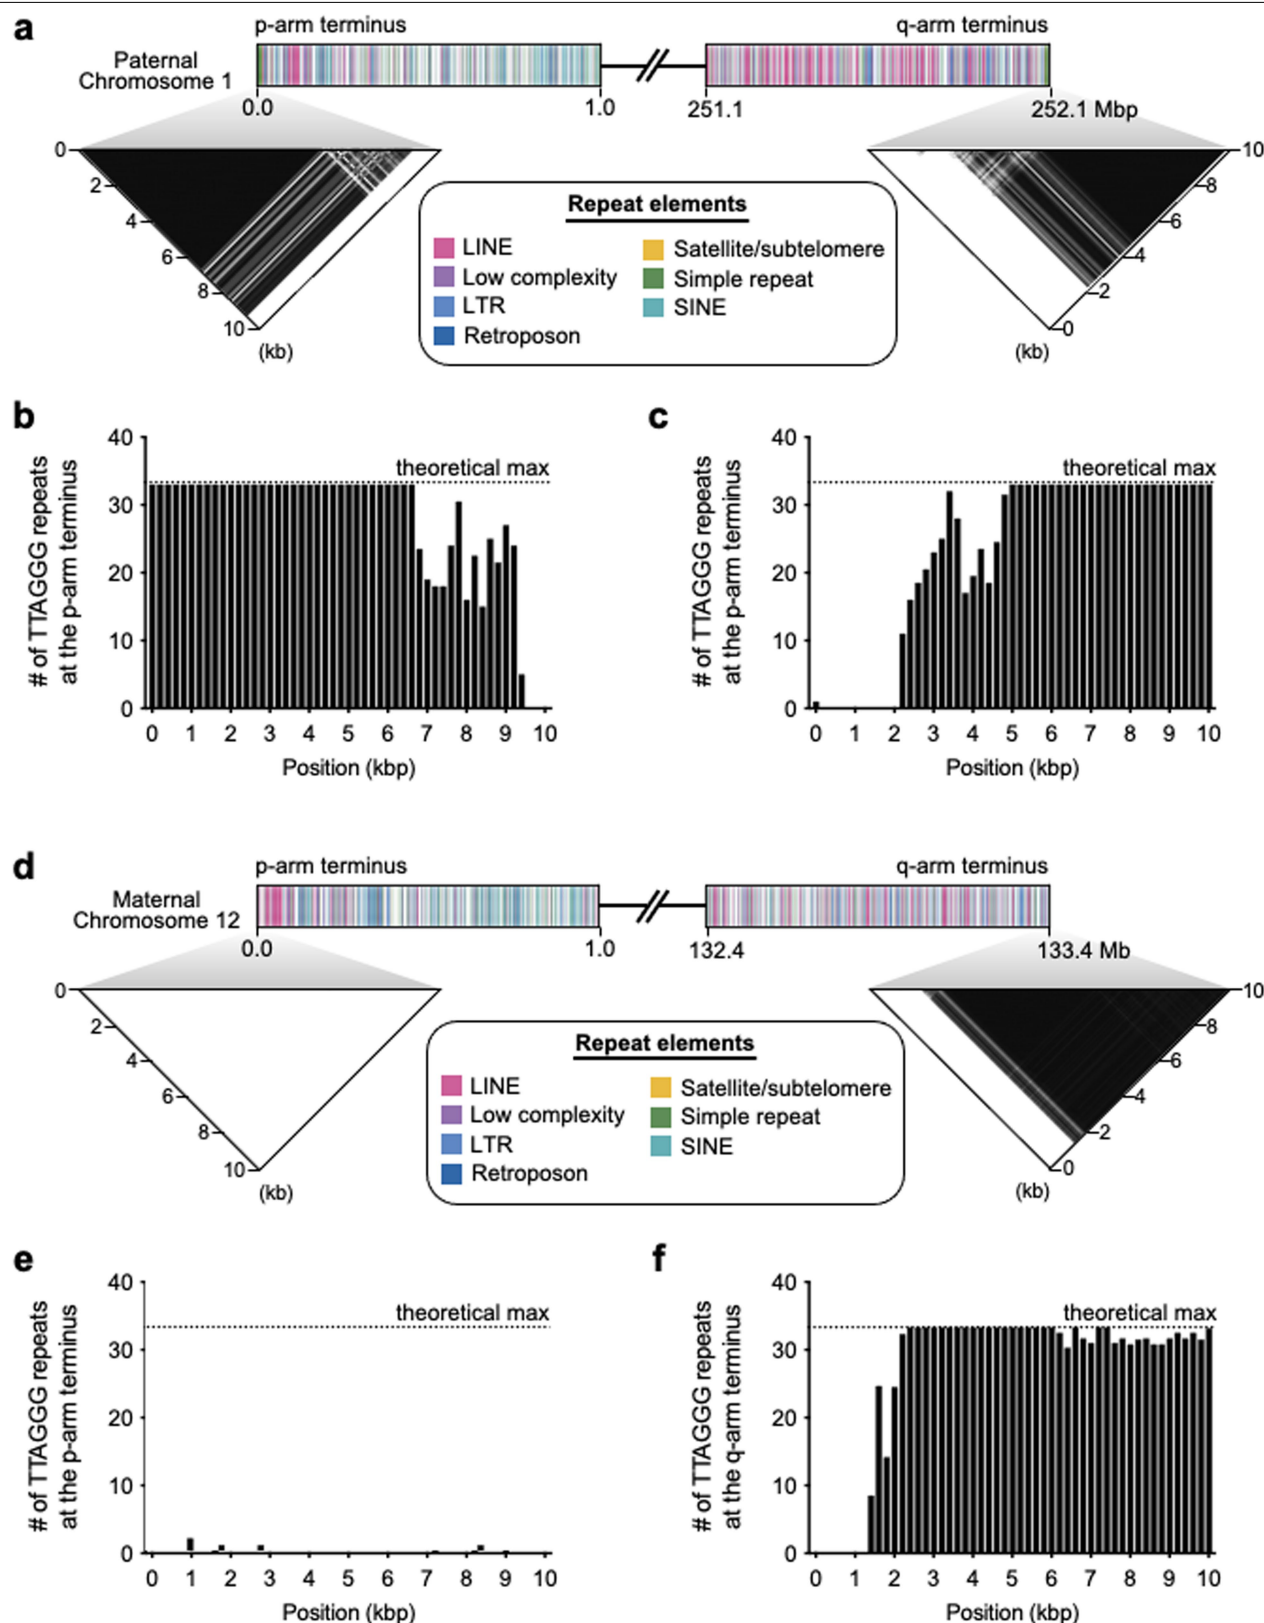 a
p-arm terminus
q-arm terminus
Paternal
Chromosome 1
0.0
1.0
251.1
252.1 Mbp
0
2
4
6
8
10
(kb)
10
8
6
4
2
0
(kb)
Repeat elements
LINE
Satellite/subtelomere
Low complexity
Simple repeat
LTR
SINE
Retroposon
b
# of TTAGGG repeats
at the p-arm terminus
40
30
20
10
0
theoretical max
0 1 2 3 4 5 6 7 8 9 10
Position (kbp)
c
# of TTAGGG repeats
at the p-arm terminus
40
30
20
10
0
theoretical max
0 1 2 3 4 5 6 7 8 9 10
Position (kbp)
d
p-arm terminus
q-arm terminus
Maternal
Chromosome 12
0.0
1.0
132.4
133.4 Mb
0
2
4
6
8
10
(kb)
10
8
6
4
2
0
(kb)
Repeat elements
LINE
Satellite/subtelomere
Low complexity
Simple repeat
LTR
SINE
Retroposon
e
# of TTAGGG repeats
at the p-arm terminus
40
30
20
10
0
theoretical max
0 1 2 3 4 5 6 7 8 9 10
Position (kbp)
f
# of TTAGGG repeats
at the q-arm terminus
40
30
20
10
0
theoretical max
0 1 2 3 4 5 6 7 8 9 10
Position (kbp)